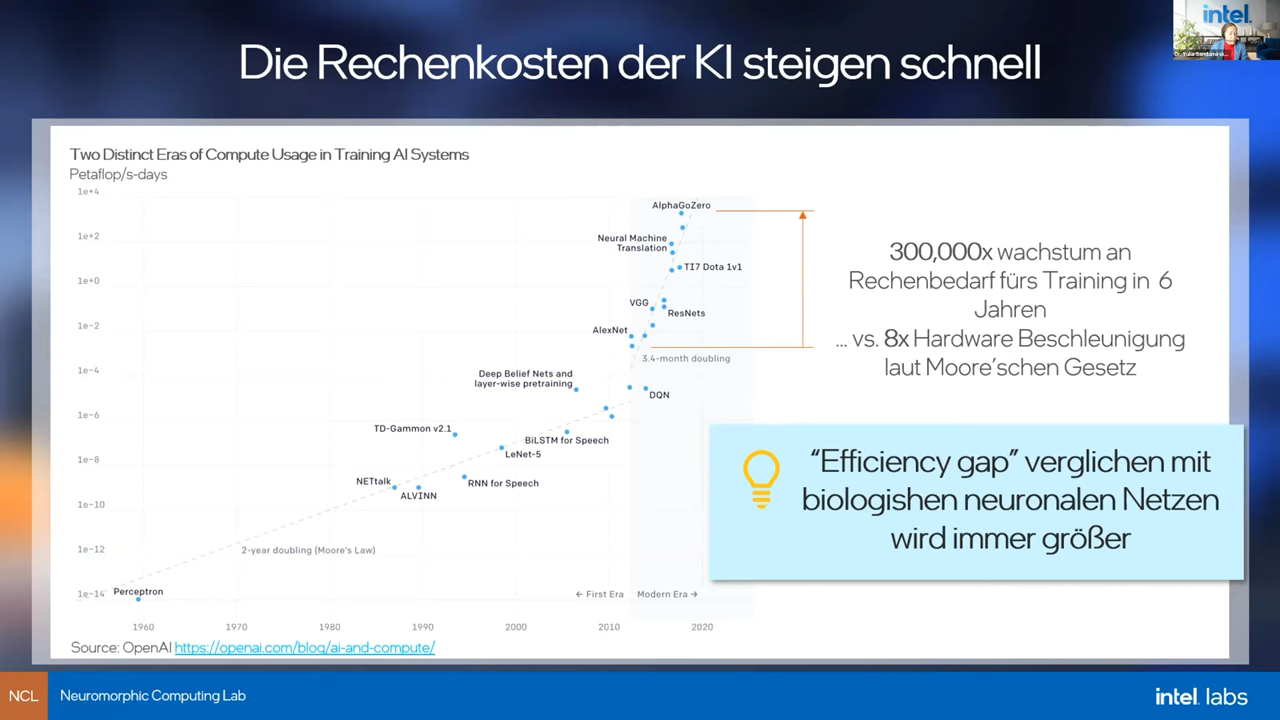 intel.
Die Rechenkosten der KI steigen schnell
Two Distinct Eras of Compute Usage in Training AI Systems
Petaflop/s-days
1e+4
1e+2
1e+0
1e-2
1e-4
1e-6
1e-8
1e-10
1e-12
1e-14
AlphaGoZero
Neural Machine
Translation
TI7 Dota 1v1
VGG
ResNets
AlexNet
3.4-month doubling
Deep Belief Nets and
layer-wise pretraining
DQN
TD-Gammon v2.1
BiLSTM for Speech
LeNet-5
NETtalk
RNN for Speech
ALVINN
2-year doubling (Moore's Law)
Perceptron
← First Era
Modern Era →
1960
1970
1980
1990
2000
2010
2020
300,000x wachstum an
Rechenbedarf fürs Training in 6
Jahren
... vs. 8x Hardware Beschleunigung
laut Moore'schen Gesetz
"Efficiency gap" verglichen mit
biologishen neuronalen Netzen
wird immer größer
Source: OpenAI https://openai.com/blog/ai-and-compute/
NCL
Neuromorphic Computing Lab
intel. labs